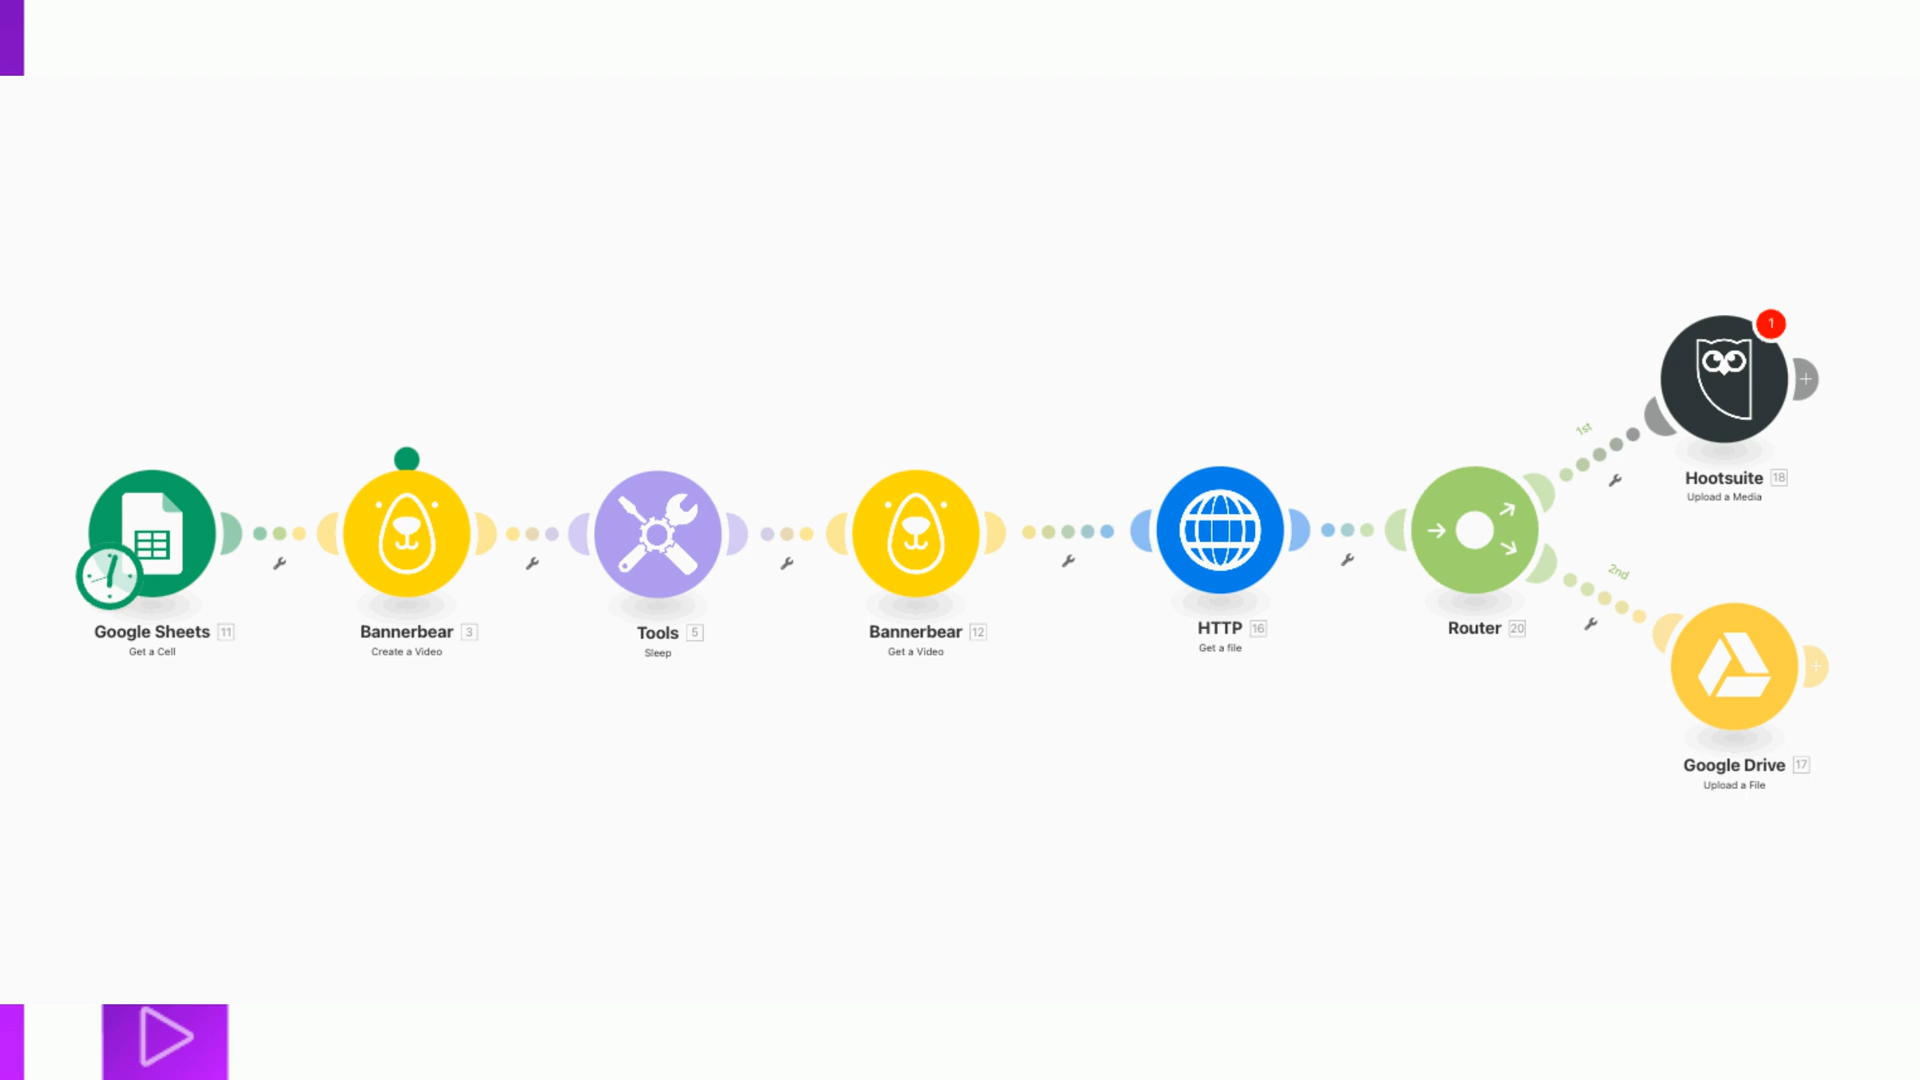 1
1st
Hootsuite 18
Upload a Media
2nd
Google Sheets 11
Get a Cell
Bannerbear 3
Create a Video
Tools 5
Sleep
Bannerbear 12
Get a Video
HTTP 16
Get a file
Router 20
Google Drive 17
Upload a File